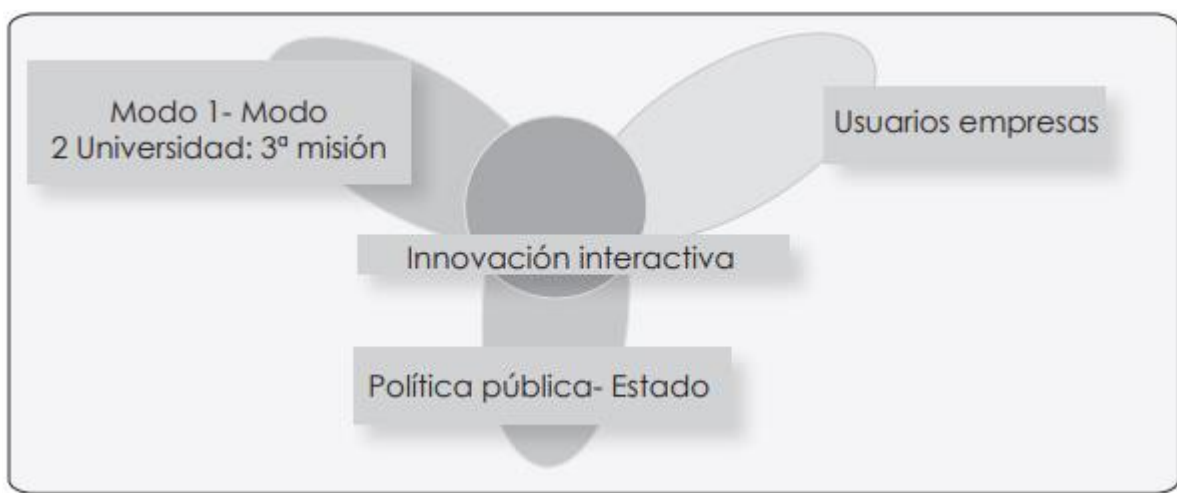 Modo 1- Modo
2 Universidad: 3ª misión
Usuarios empresas
Innovación interactiva
Política pública- Estado